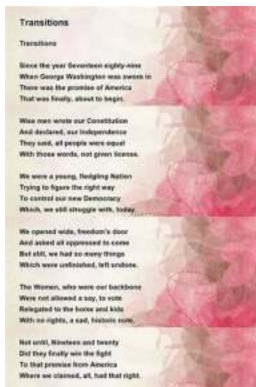 Transitions
Transitions
Since the year Seventeen eighty-nine
When George Washington was sworn in
There was the promise of America
That was finally, about to begin.
Wise men wrote our Constitution
And declared, our Independence
They said, all people were equal
With those words, not given license.
We were a young, fledgling Nation
Trying to figure the right way
To control our new Democracy
Which, we still struggle with, today.
We opened wide, freedom's door
And asked all oppressed to come
But still, we had so many things
Which were unfinished, left undone.
The Women, who were our backbone
Were not allowed a say, to vote
Relegated to the home and kids
With no rights, a sad, historic note.
Not until, Nineteen and twenty
Did they finally win the fight
To that promise from America
Where we claimed, all, had that right.